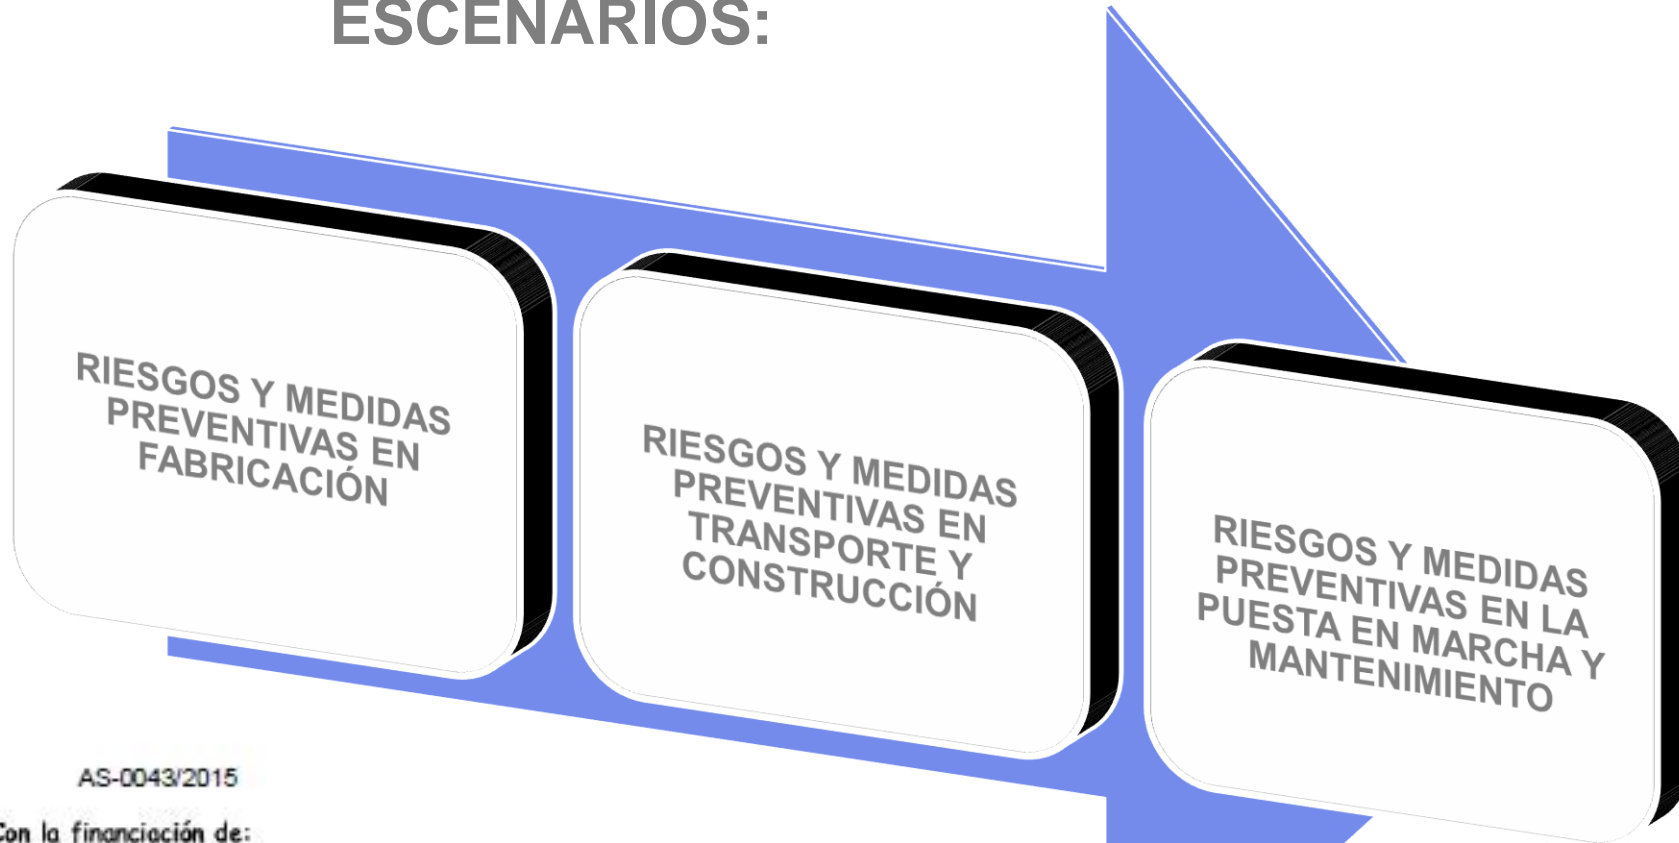 ESCENARIOS:
RIESGOS Y MEDIDAS
PREVENTIVAS EN
FABRICACIÓN
RIESGOS Y MEDIDAS
PREVENTIVAS EN
TRANSPORTE Y
CONSTRUCCIÓN
RIESGOS Y MEDIDAS
PREVENTIVAS EN LA
PUESTA EN MARCHA Y
MANTENIMIENTO
AS-0043/2015
Con la financiación de: